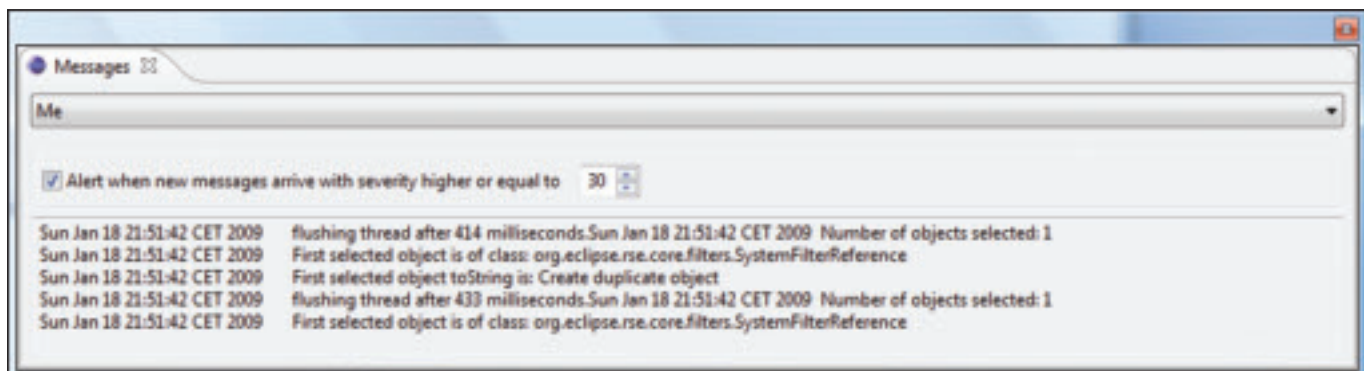 Messages
Me
Alert when new messages arrive with severity higher or equal to 30
Sun Jan 18 21:51:42 CET 2009 flushing thread after 414 milliseconds.Sun Jan 18 21:51:42 CET 2009 Number of objects selected: 1
Sun Jan 18 21:51:42 CET 2009 First selected object is of class: org.eclipse.rse.core.filters.SystemFilterReference
Sun Jan 18 21:51:42 CET 2009 First selected object toString is: Create duplicate object
Sun Jan 18 21:51:42 CET 2009 flushing thread after 433 milliseconds.Sun Jan 18 21:51:42 CET 2009 Number of objects selected: 1
Sun Jan 18 21:51:42 CET 2009 First selected object is of class: org.eclipse.rse.core.filters.SystemFilterReference